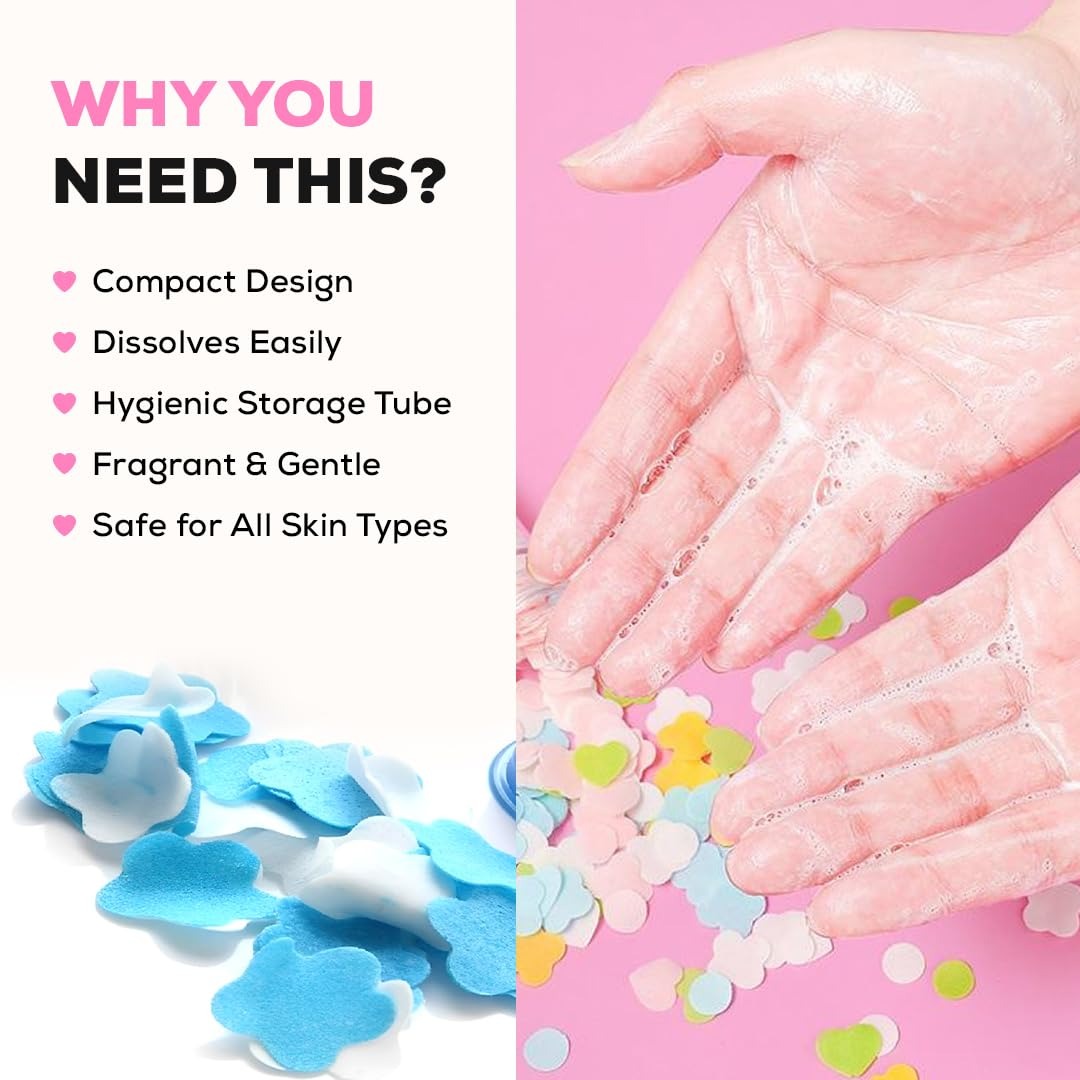 WHY YOU
NEED THIS?
Compact Design
Dissolves Easily
Hygienic Storage Tube
Fragrant & Gentle
Safe for All Skin Types